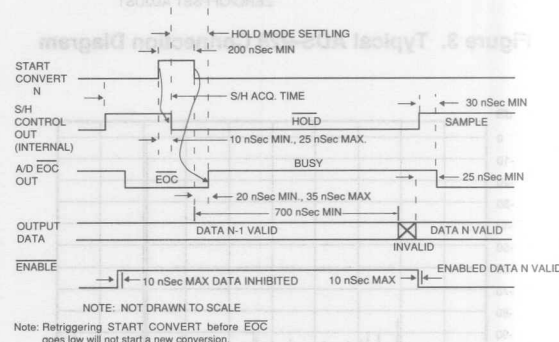 HOLD MODE SETTLING
200 nSec MIN
START
CONVERT
N
S/H ACQ. TIME
30 nSec MIN
S/H
CONTROL
OUT
(INTERNAL)
HOLD
SAMPLE
10 nSec MIN., 25 nSec MAX.
A/D EOC
OUT
EOC
BUSY
25 nSec MIN
20 nSec MIN., 35 nSec MAX
700 nSec MIN
OUTPUT
DATA
DATA N-1 VALID
DATA N VALID
INVALID
ENABLE
10 nSec MAX DATA INHIBITED
10 nSec MAX
ENABLED DATA N VALID
NOTE: NOT DRAWN TO SCALE
Note: Retriggering START CONVERT before EOC
goes low will not start a new conversion.